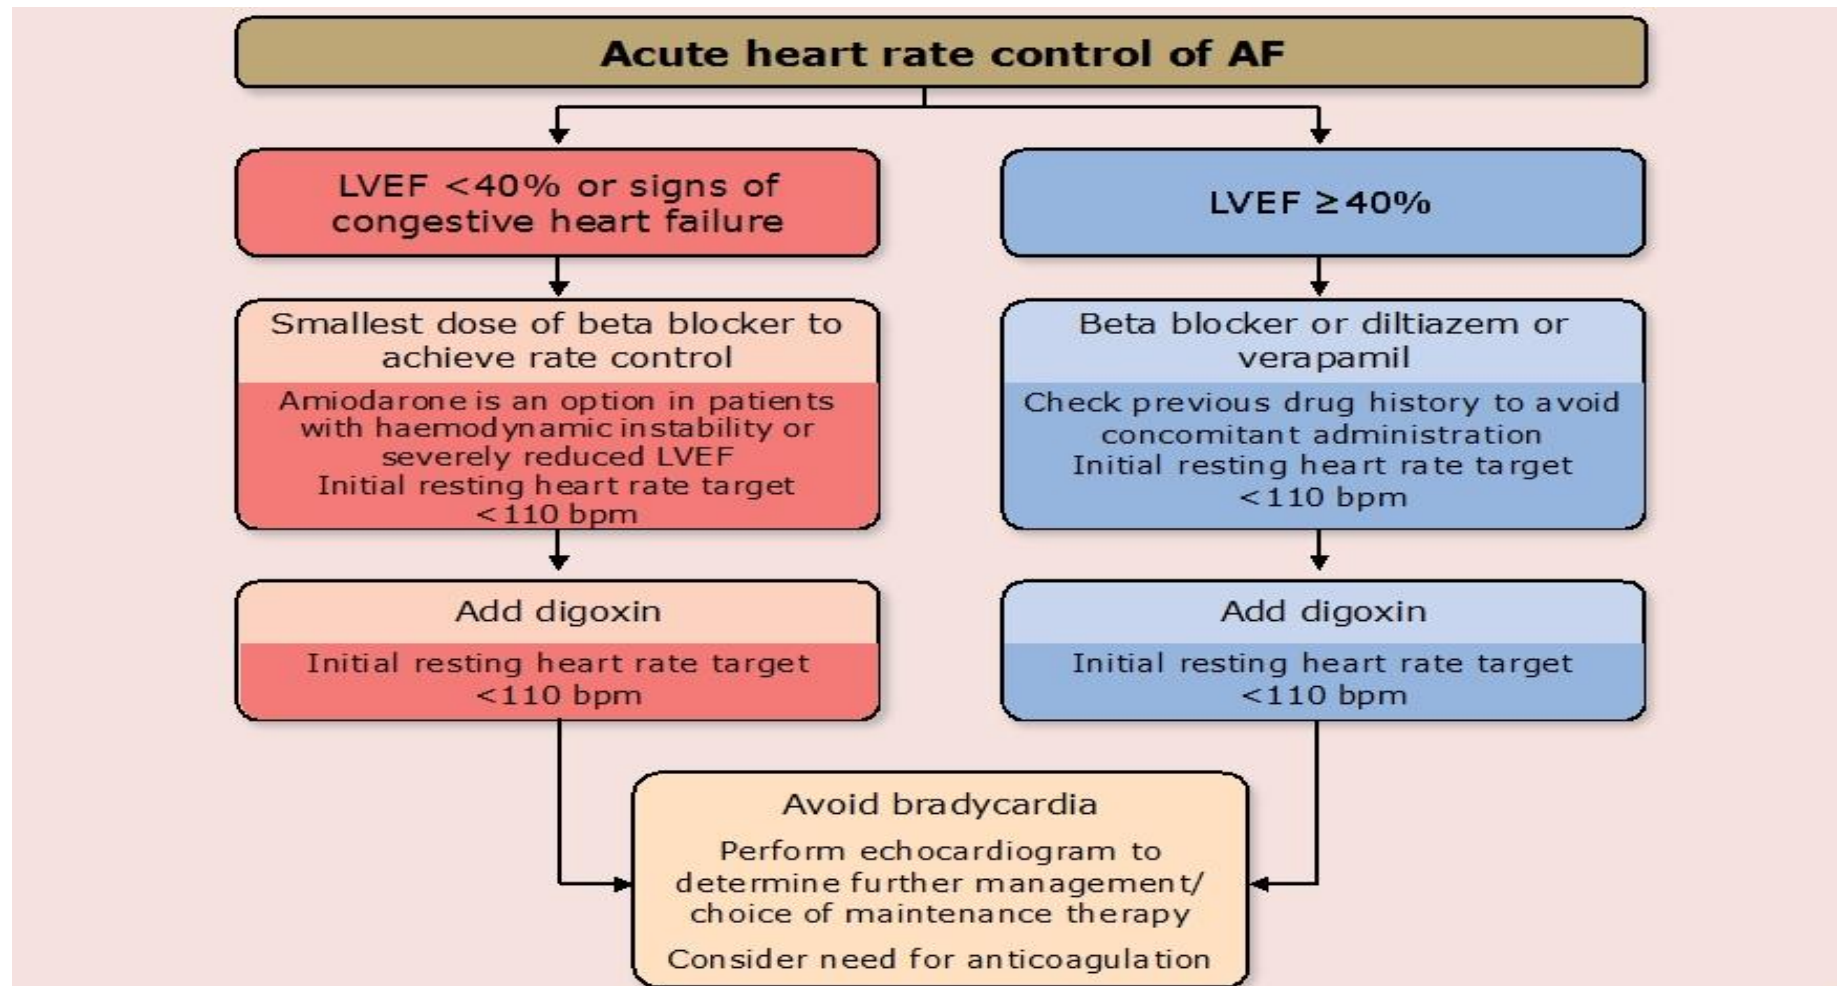 Acute heart rate control of AF
LVEF <40% or signs of
congestive heart failure
LVEF ≥40%
Smallest dose of beta blocker to
achieve rate control
Amiodarone is an option in patients
with haemodynamic instability or
severely reduced LVEF
Initial resting heart rate target
<110 bpm
Beta blocker or diltiazem or
verapamil
Check previous drug history to avoid
concomitant administration
Initial resting heart rate target
<110 bpm
Add digoxin
Initial resting heart rate target
<110 bpm
Add digoxin
Initial resting heart rate target
<110 bpm
Avoid bradycardia
Perform echocardiogram to
determine further management/
choice of maintenance therapy
Consider need for anticoagulation